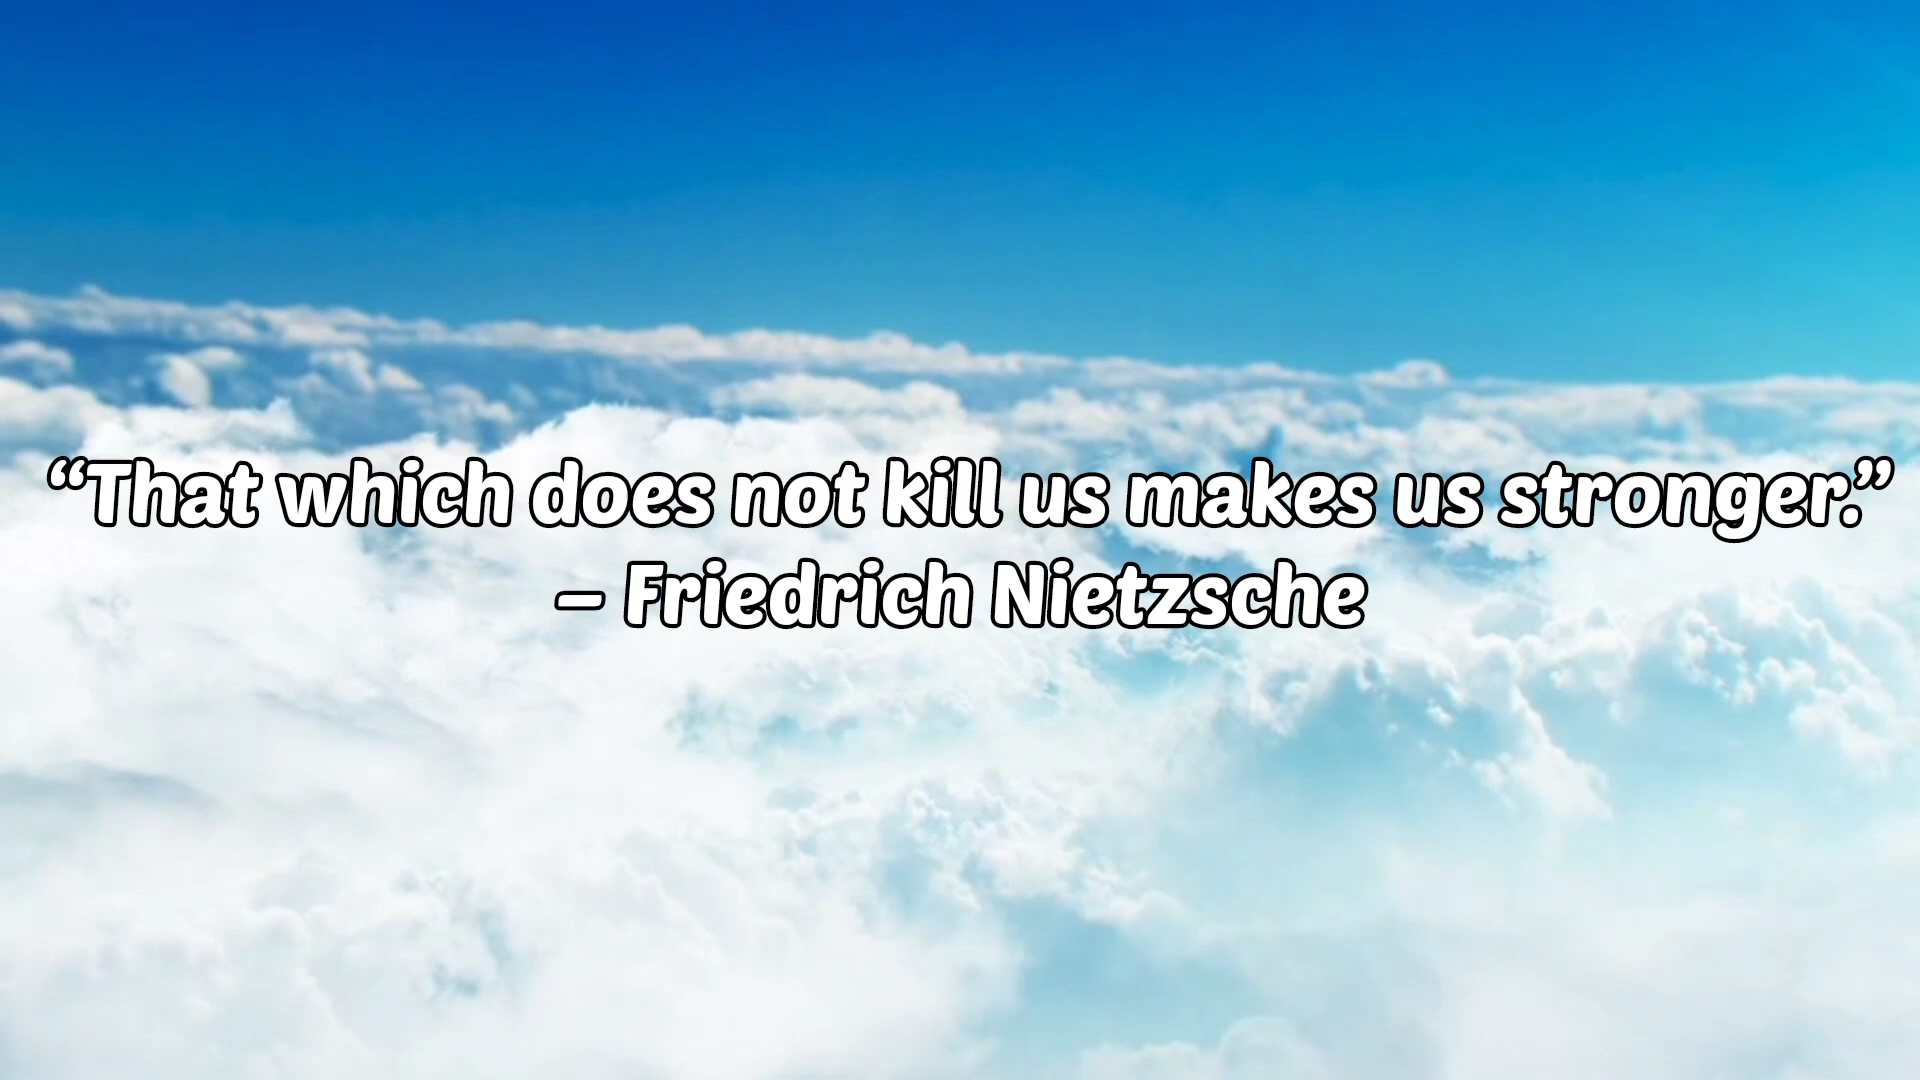 “That which does not kill us makes us stronger.”
– Friedrich Nietzsche